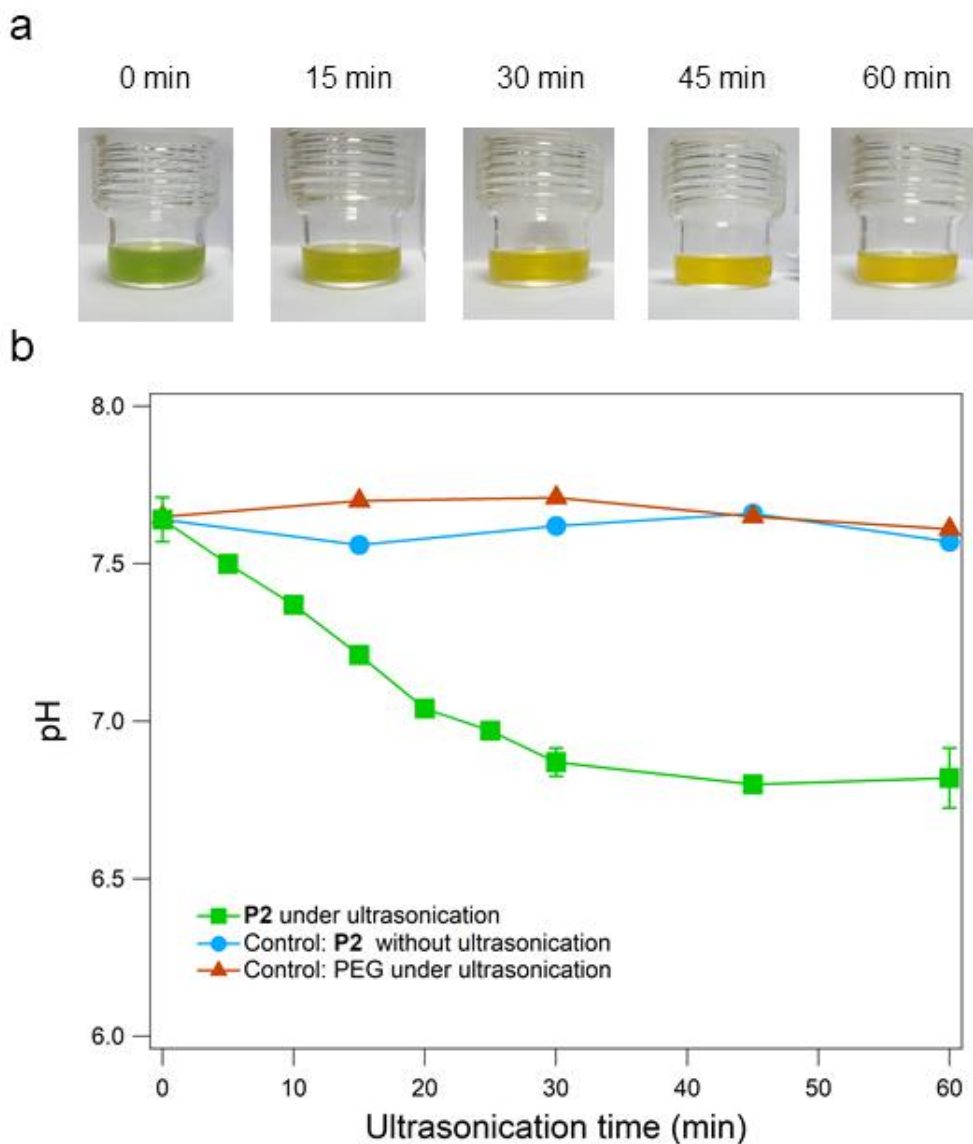 a
0 min 15 min 30 min 45 min 60 min
b
8.0
7.5
7.0
6.5
6.0
pH
P2 under ultrasonication
Control: P2 without ultrasonication
Control: PEG under ultrasonication
0 10 20 30 40 50 60
Ultrasonication time (min)